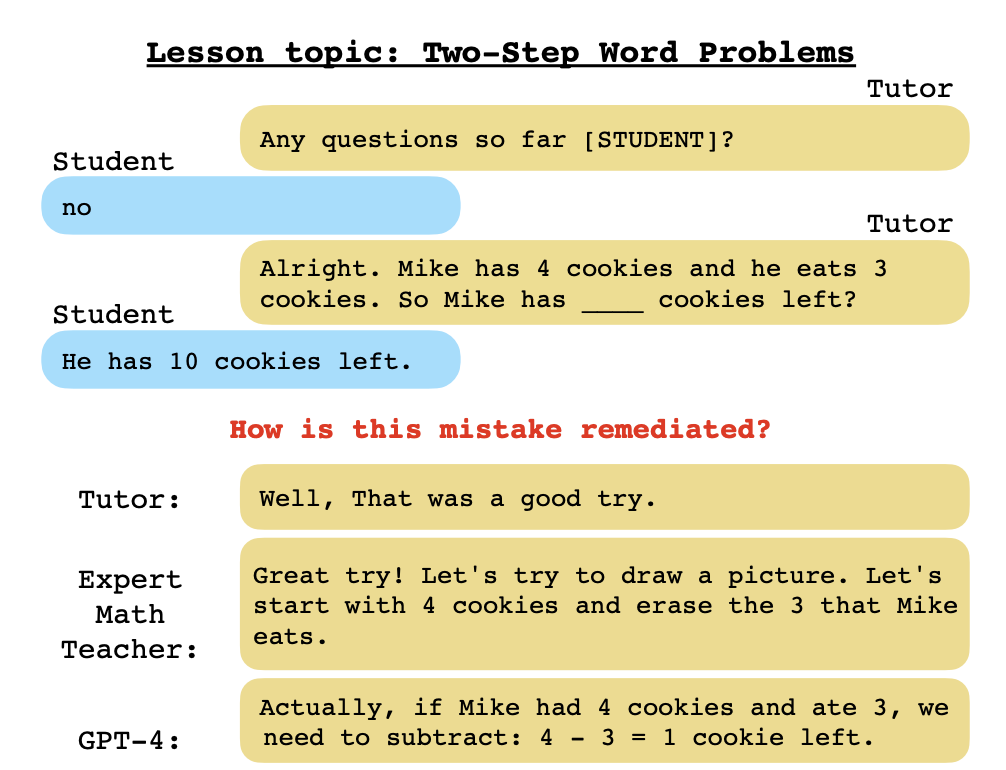 Lesson topic: Two-Step Word Problems
Tutor
Any questions so far [STUDENT]?
Student
no
Tutor
Alright. Mike has 4 cookies and he eats 3
cookies. So Mike has ____ cookies left?
Student
He has 10 cookies left.
How is this mistake remediated?
Tutor:
Well, That was a good try.
Expert
Math
Teacher:
Great try! Let's try to draw a picture. Let's
start with 4 cookies and erase the 3 that Mike
eats.
GPT-4:
Actually, if Mike had 4 cookies and ate 3, we
need to subtract: 4 - 3 = 1 cookie left.